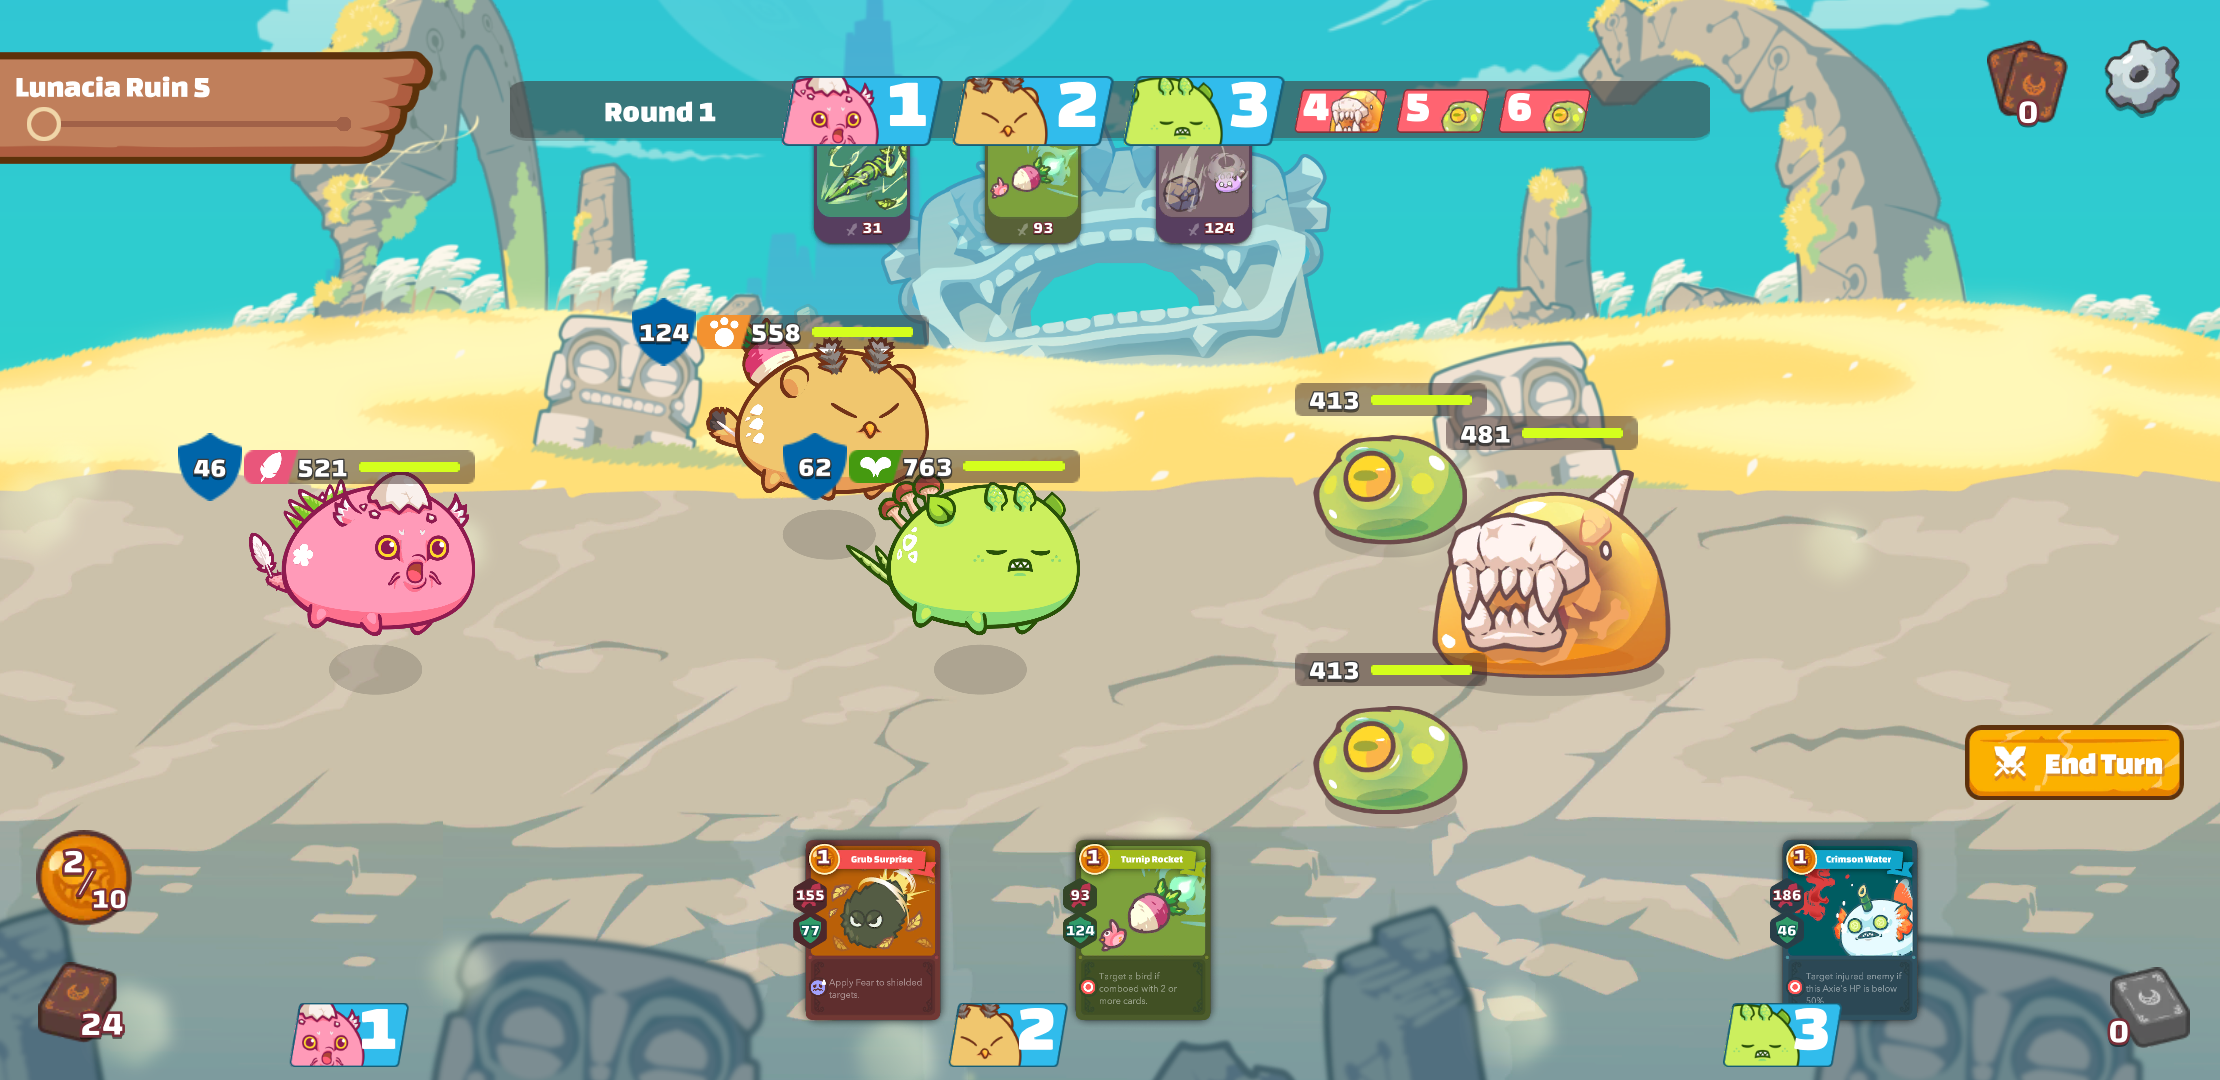 Lunacia Ruin 5
Round 1
1
2
3
4
5
6
0
31
93
124
124
558
46
521
62
763
413
481
413
End Turn
2/10
24
1
Grub Surprise
155
77
Apply Fear to shielded
targets.
1
Turnip Rocket
93
124
Target a bird if
comboed with 2 or
more cards.
1
Crimson Water
186
46
Target injured enemy if
this Axie's HP is below
50%
1
2
3
0